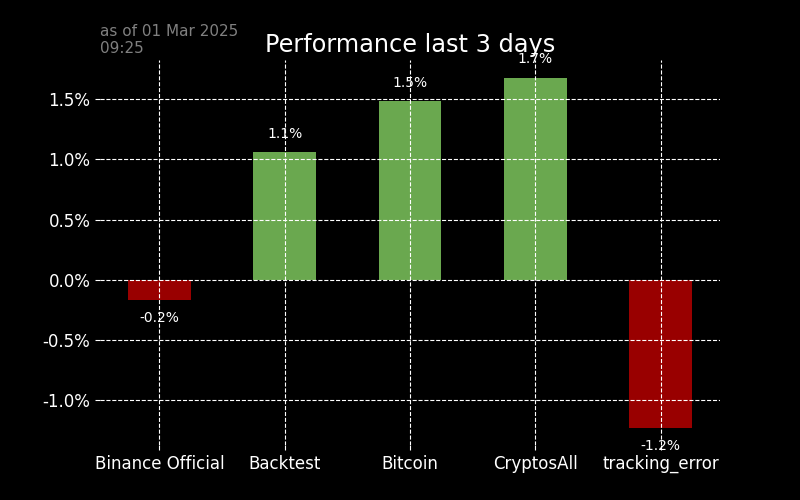 as of 01 Mar 2025
09:25
Performance last 3 days
1.7%
1.5%
1.5%
1.1%
1.0%
0.5%
0.0%
-0.2%
-0.5%
-1.0%
-1.2%
Binance Official
Backtest
Bitcoin
CryptosAll
tracking_error